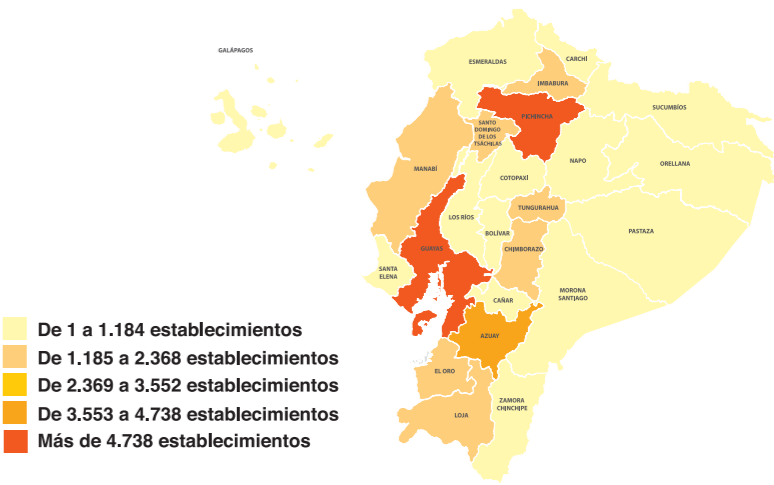 GALÁPAGOS
ESMERALDAS
CARCHI
IMBABURA
SUCUMBÍOS
PICHINCHA
SANTO
DOMINGO
DE LOS
TSÁCHILAS
NAPO
ORELLANA
MANABÍ
COTOPAXÍ
TUNGURAHUA
LOS RÍOS
BOLÍVAR
PASTAZA
GUAYAS
CHIMBORAZO
SANTA
ELENA
MORONA
SANTIAGO
CAÑAR
AZUAY
EL ORO
ZAMORA
CHINCHIPE
LOJA
De 1 a 1.184 establecimientos
De 1.185 a 2.368 establecimientos
De 2.369 a 3.552 establecimientos
De 3.553 a 4.738 establecimientos
Más de 4.738 establecimientos